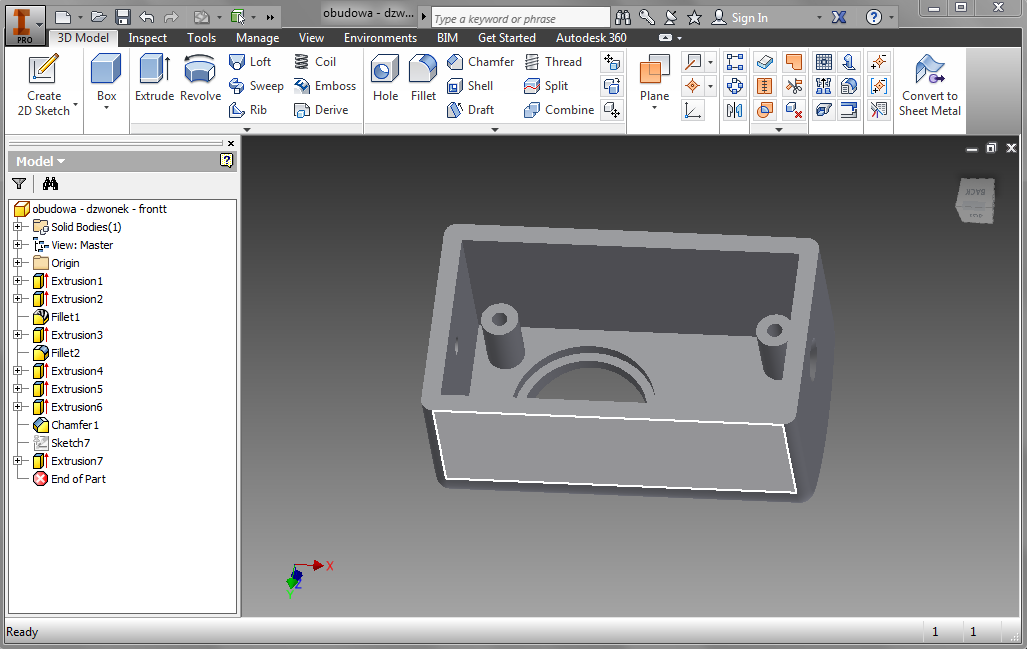 PRO
obudowa - dzw...
Type a keyword or phrase
Sign In
3D Model Inspect Tools Manage View Environments BIM Get Started Autodesk 360
Create
2D Sketch
Box
Extrude
Revolve
Loft
Sweep
Rib
Coil
Emboss
Derive
Hole
Fillet
Chamfer
Shell
Draft
Thread
Split
Combine
Plane
Convert to
Sheet Metal
Model
obudowa - dzwonek - frontt
Solid Bodies(1)
View: Master
Origin
Extrusion1
Extrusion2
Fillet1
Extrusion3
Fillet2
Extrusion4
Extrusion5
Extrusion6
Chamfer1
Sketch7
Extrusion7
End of Part
BACK
X
Z
Y
Ready
1 1